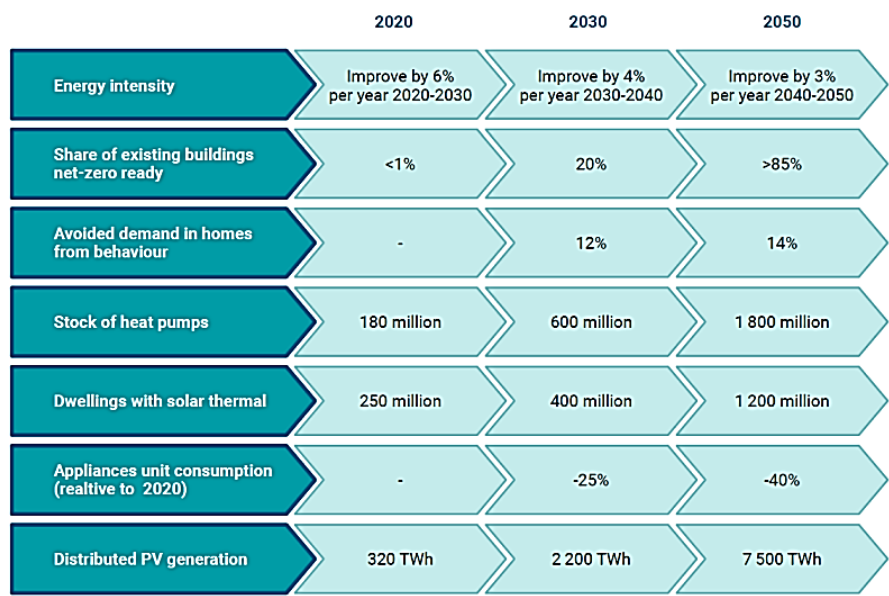 2020 2030 2050
Energy intensity
Improve by 6%
per year 2020-2030
Improve by 4%
per year 2030-2040
Improve by 3%
per year 2040-2050
Share of existing buildings
net-zero ready
<1%
20%
>85%
Avoided demand in homes
from behaviour
-
12%
14%
Stock of heat pumps
180 million
600 million
1 800 million
Dwellings with solar thermal
250 million
400 million
1 200 million
Appliances unit consumption
(realtive to 2020)
-
-25%
-40%
Distributed PV generation
320 TWh
2 200 TWh
7 500 TWh